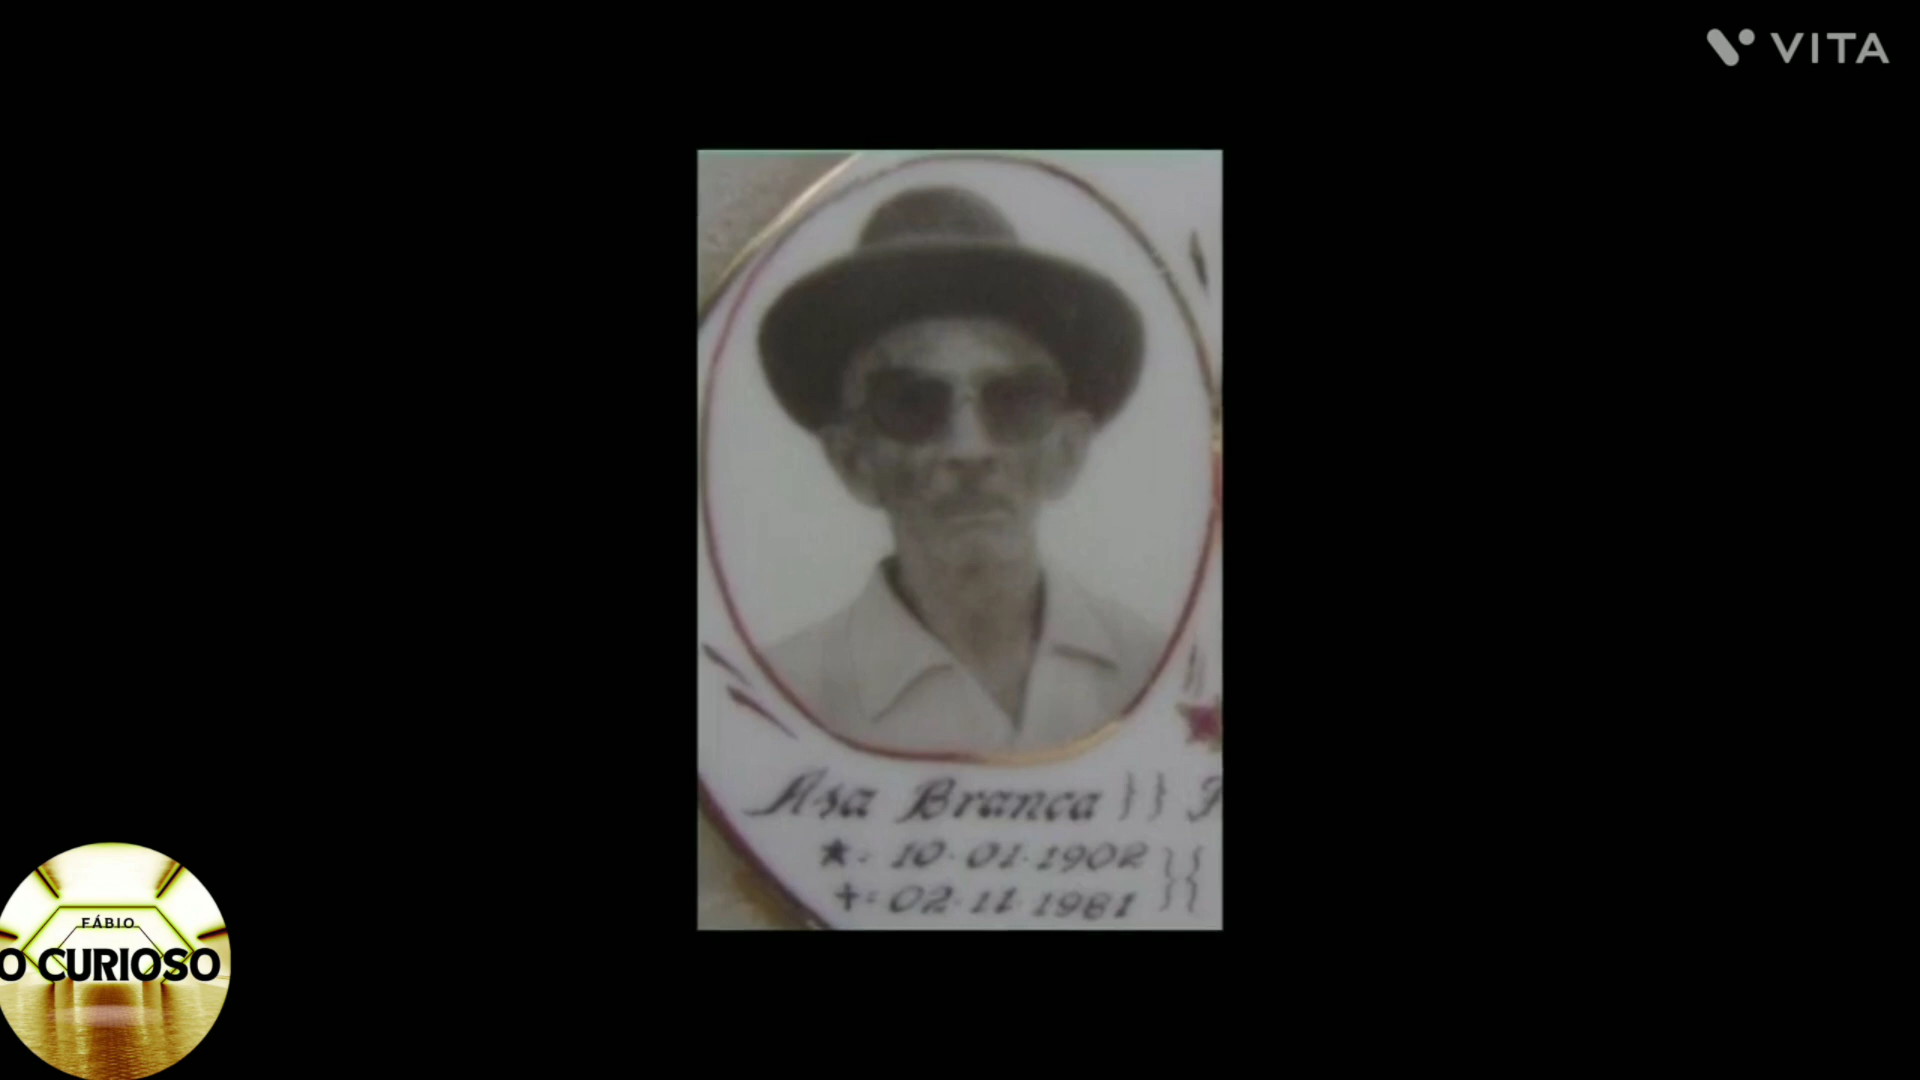 VITA
Asa Branca
★: 10·01·1902
+: 02·11·1981
FÁBIO
O CURIOSO